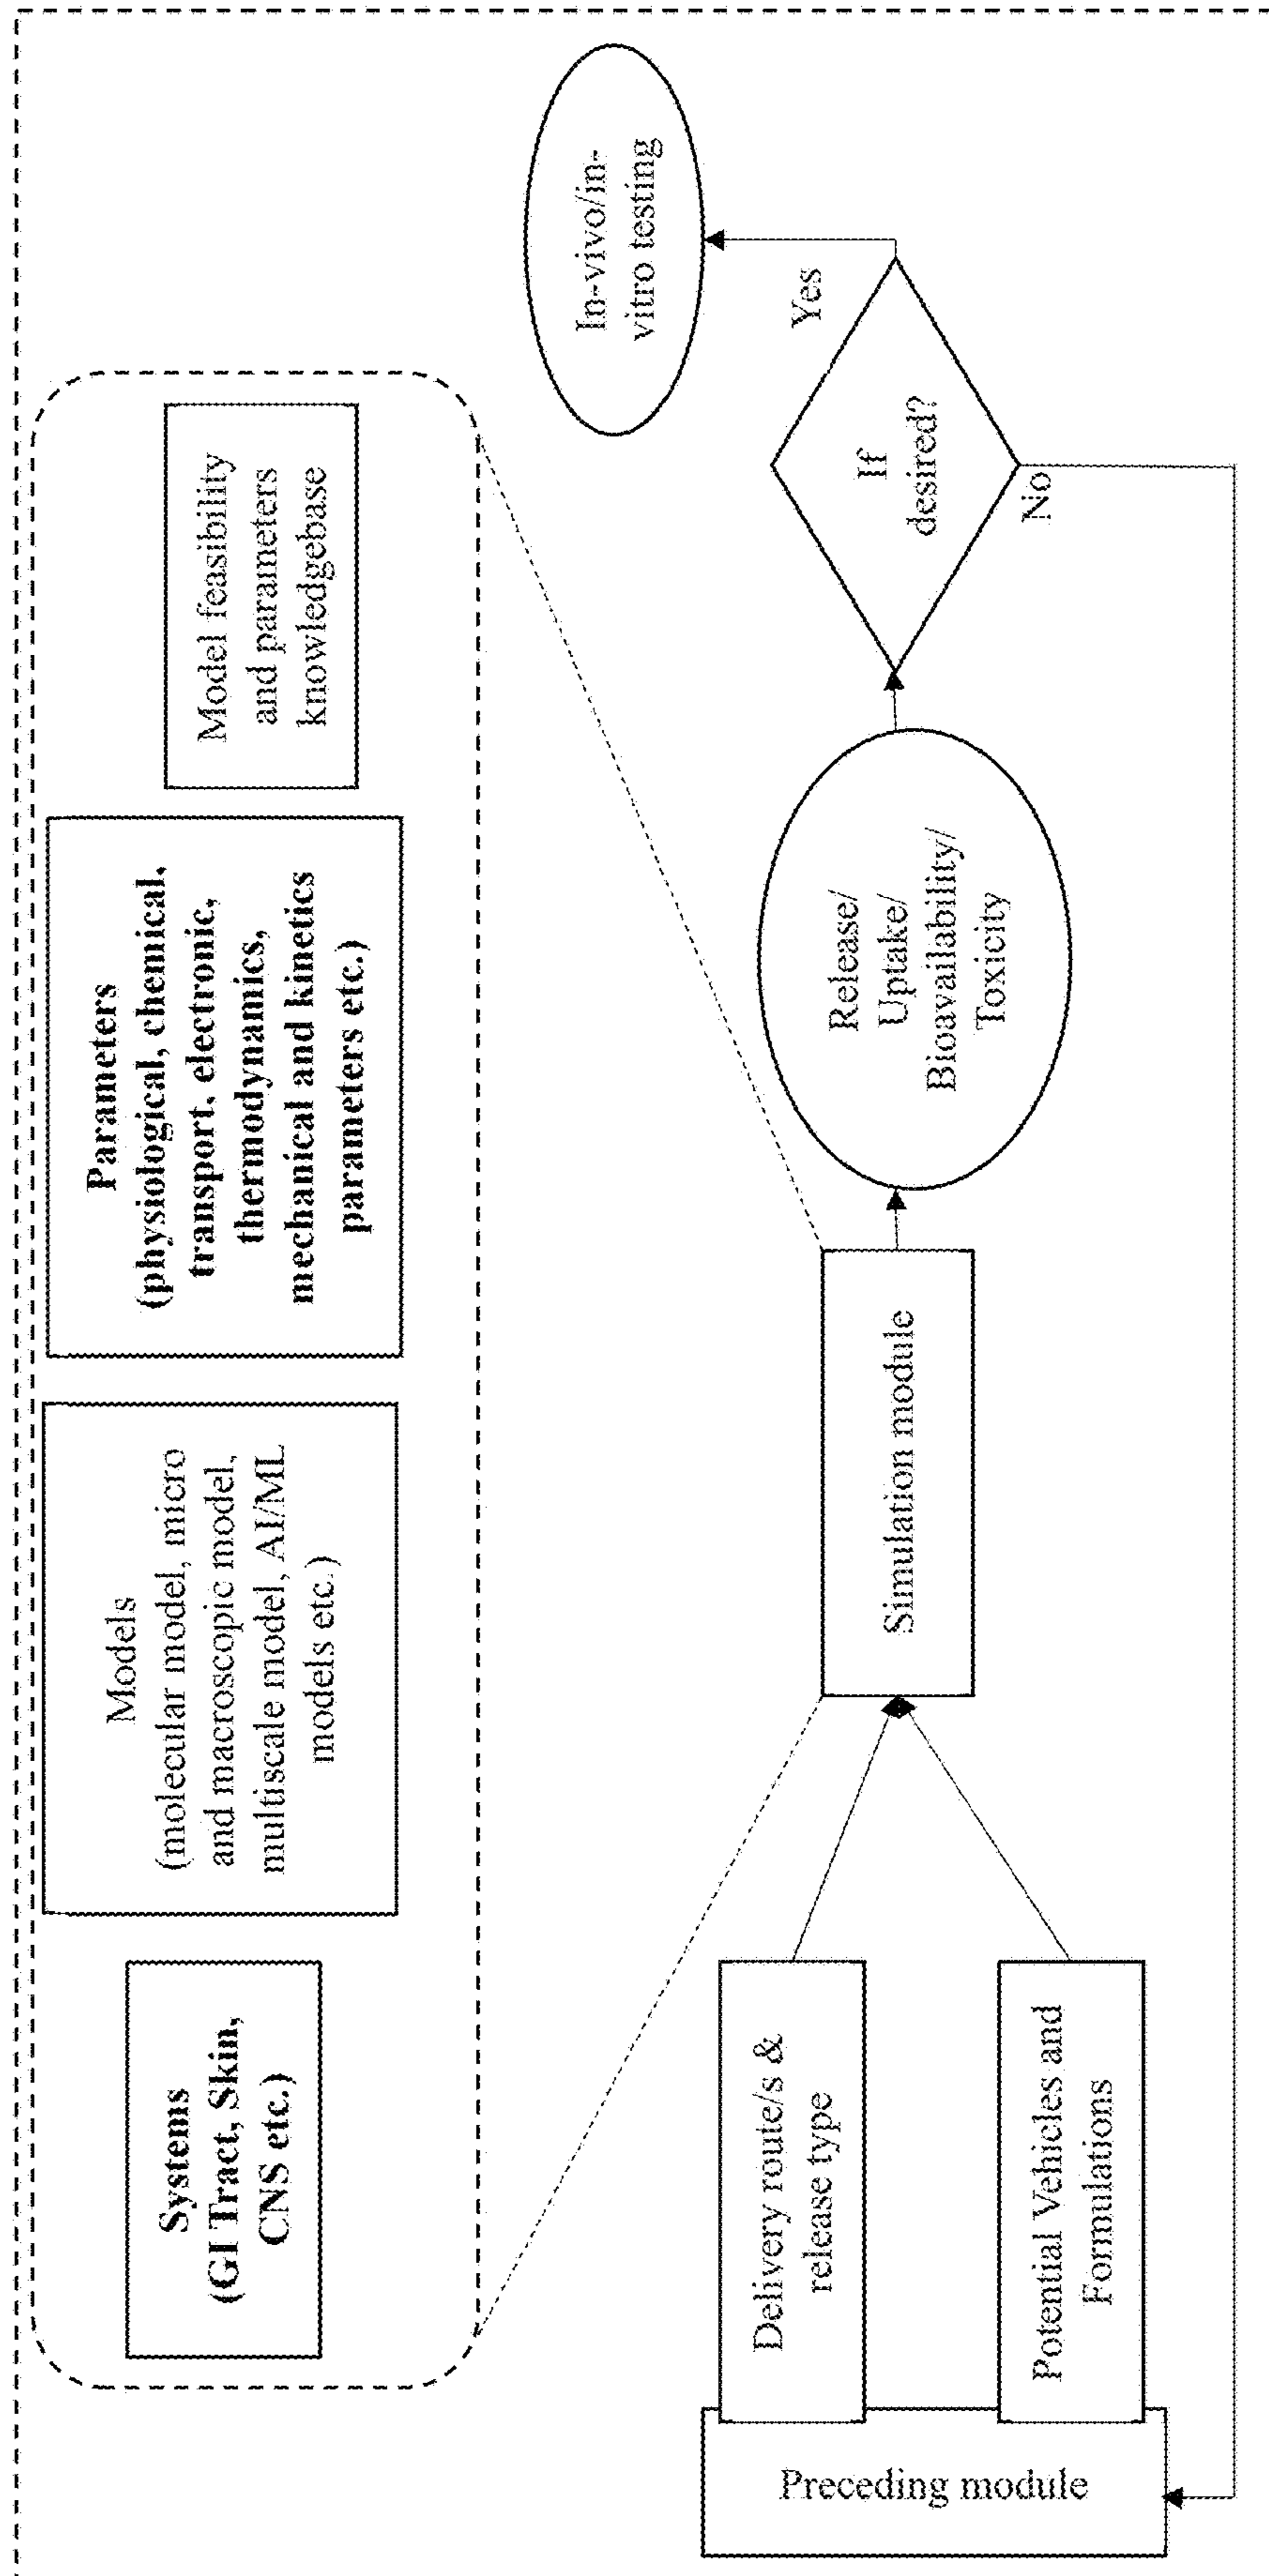 Systems
(GI Tract, Skin,
CNS etc.)
Models
(molecular model, micro
and macroscopic model,
multiscale model, AI/ML
models etc.)
Parameters
(physiological, chemical,
transport, electronic,
thermodynamics,
mechanical and kinetics
parameters etc.)
Model feasibility
and parameters
knowledgebase
Preceding module
Delivery route/s &
release type
Potential Vehicles and
Formulations
Simulation module
Release/
Uptake/
Bioavailability/
Toxicity
If
desired?
Yes
No
In-vivo/in-
vitro testing